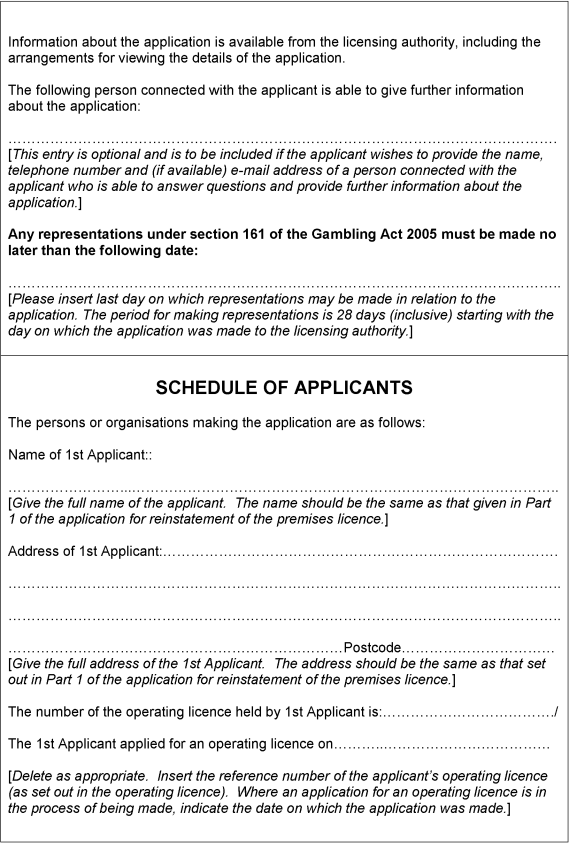 Information about the application is available from the licensing authority, including the
arrangements for viewing the details of the application.
The following person connected with the applicant is able to give further information
about the application:
……………………………………………………………………………………………………….
[This entry is optional and is to be included if the applicant wishes to provide the name,
telephone number and (if available) e-mail address of a person connected with the
applicant who is able to answer questions and provide further information about the
application.]
Any representations under section 161 of the Gambling Act 2005 must be made no
later than the following date:
………………………………………………………………………………………………………..
[Please insert last day on which representations may be made in relation to the
application. The period for making representations is 28 days (inclusive) starting with the
day on which the application was made to the licensing authority.]
SCHEDULE OF APPLICANTS
The persons or organisations making the application are as follows:
Name of 1st Applicant::
……………………....……………………………………………………………………………..
[Give the full name of the applicant.  The name should be the same as that given in Part
1 of the application for reinstatement of the premises licence.]
Address of 1st Applicant:………………………………………………………………………….
………………………………………………………………………………………………………..
………………………………………………………………………………………………………..
………………………………………………………………Postcode……………………………
[Give the full address of the 1st Applicant.  The address should be the same as that set
out in Part 1 of the application for reinstatement of the premises licence.]
The number of the operating licence held by 1st Applicant is:………………………………./
The 1st Applicant applied for an operating licence on………..………………………………
[Delete as appropriate.  Insert the reference number of the applicant’s operating licence
(as set out in the operating licence).  Where an application for an operating licence is in
the process of being made, indicate the date on which the application was made.]